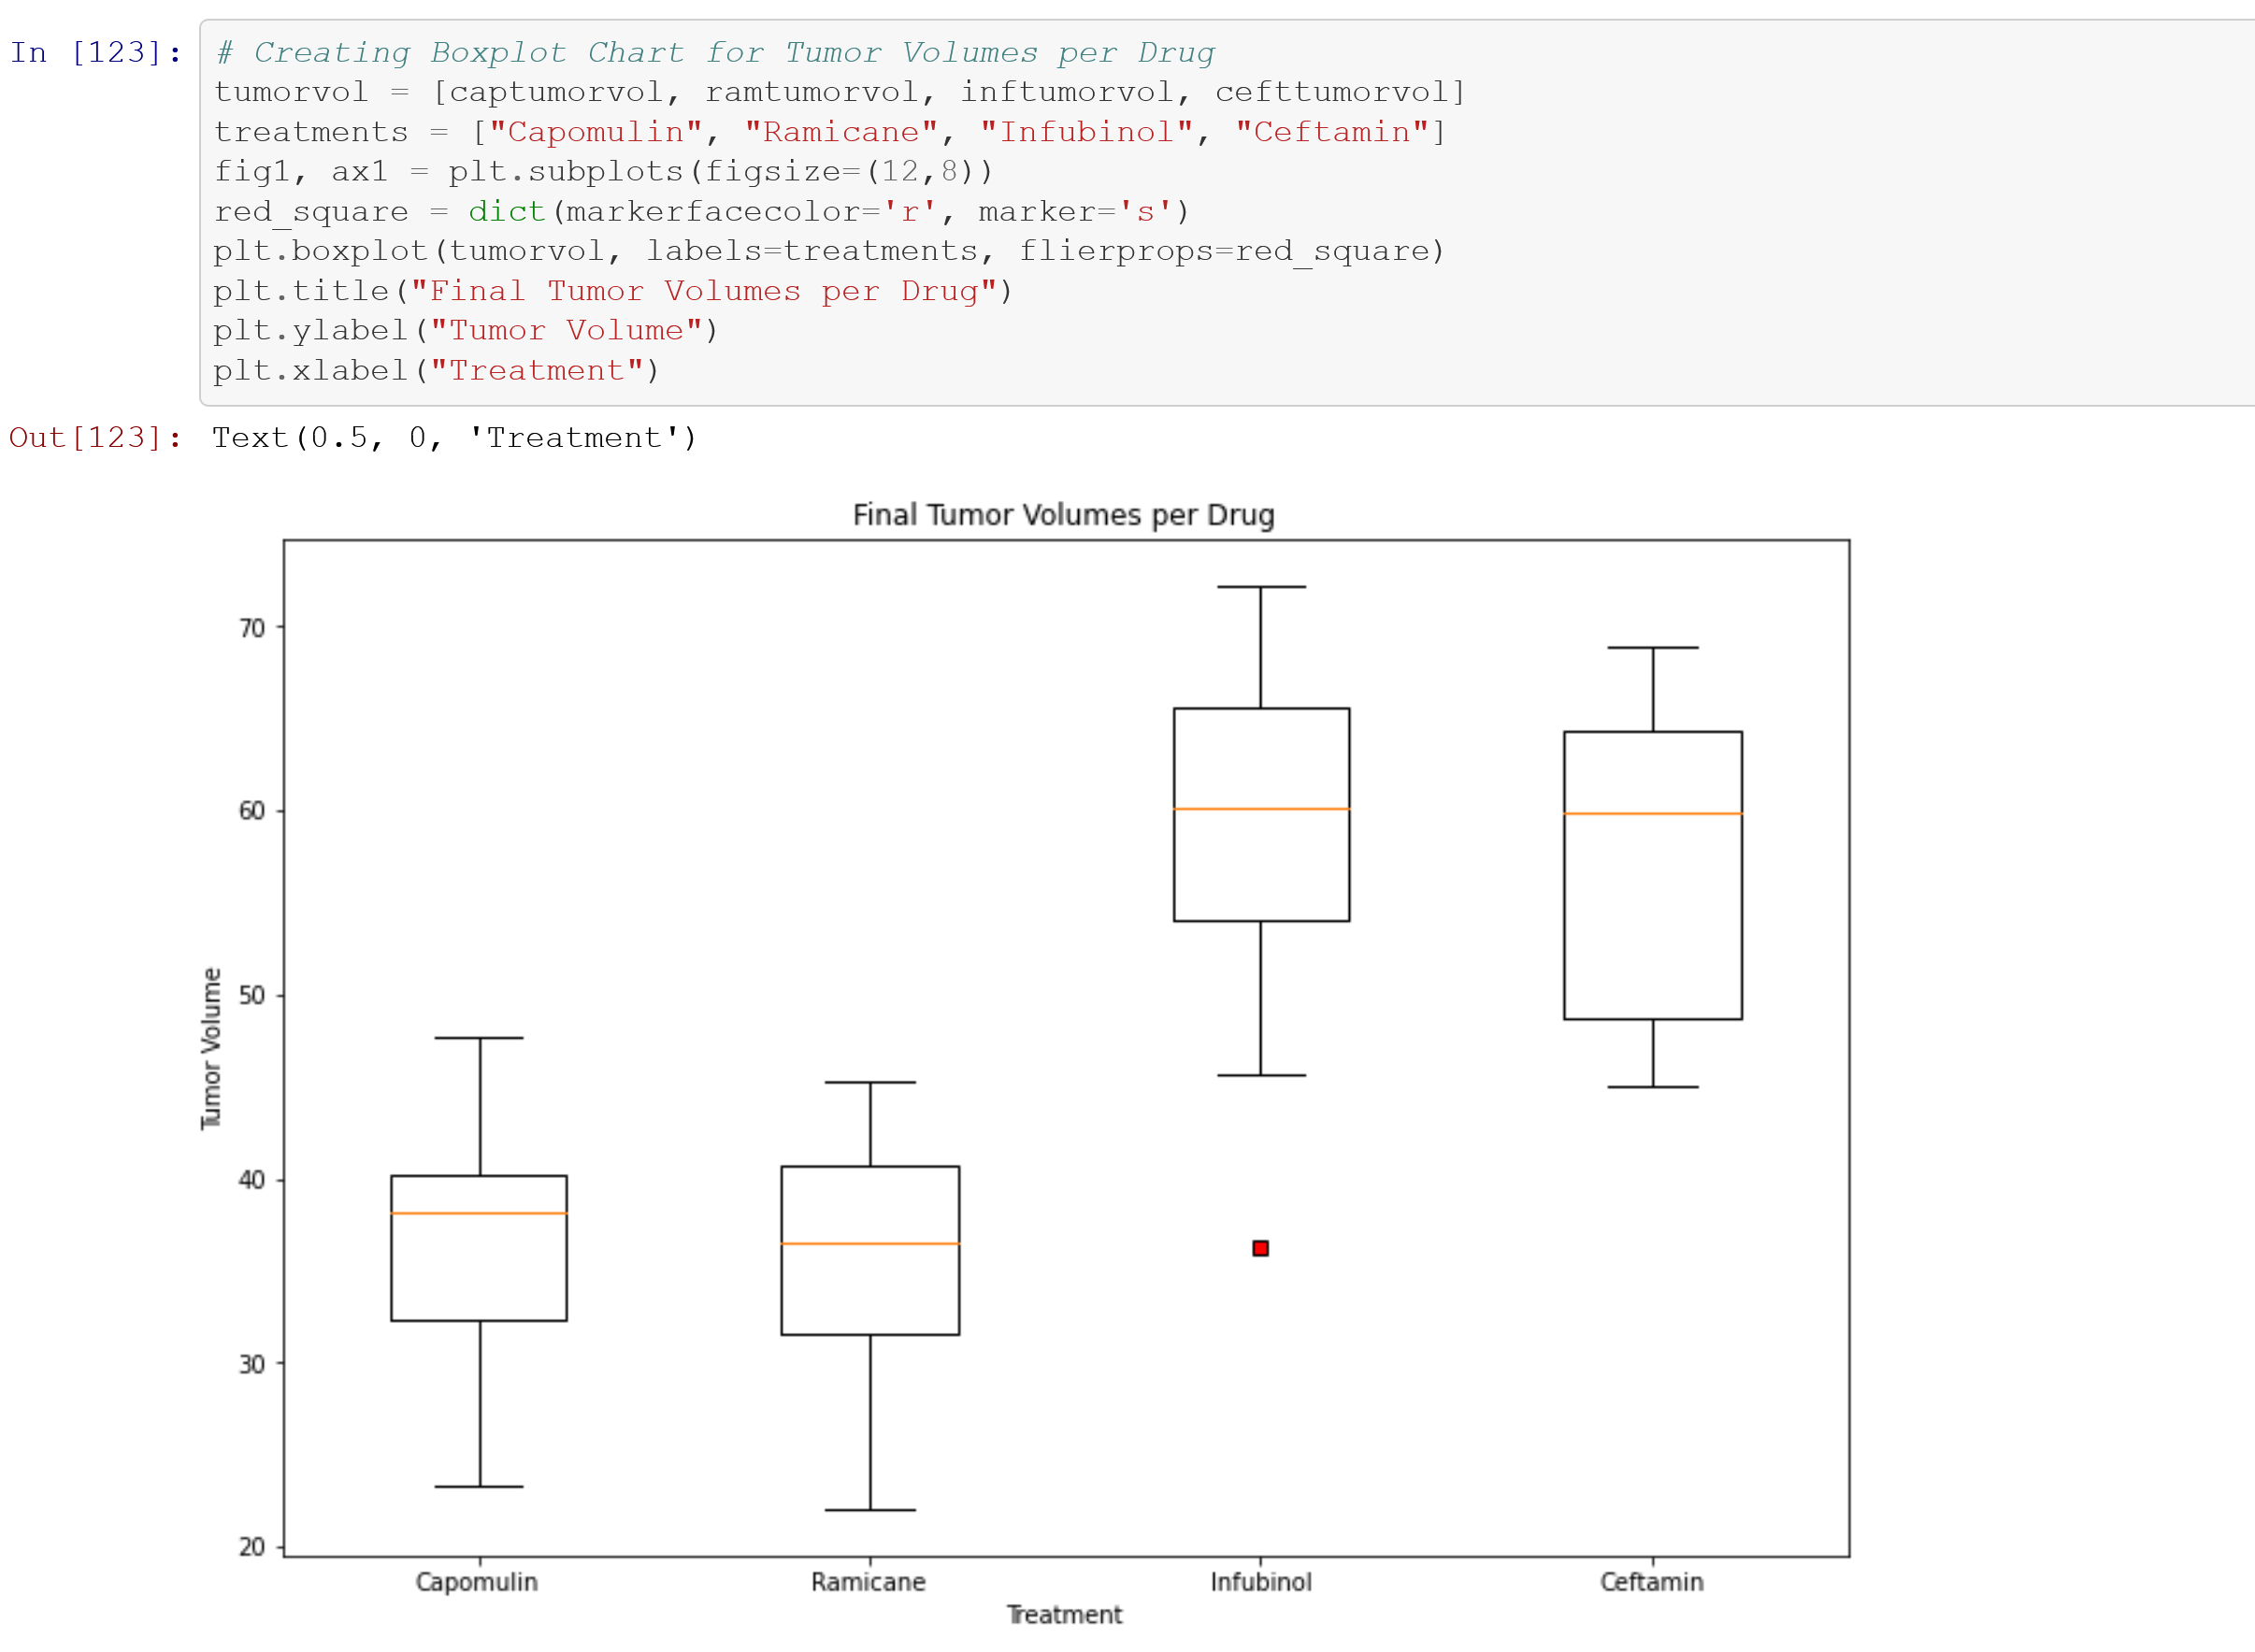 In [123]: # Creating Boxplot Chart for Tumor Volumes per Drug
tumorvol = [captumorvol, ramtumorvol, inftumorvol, cefttumorvol]
treatments = ["Capomulin", "Ramicane", "Infubinol", "Ceftamin"]
fig1, ax1 = plt.subplots(figsize=(12,8))
red_square = dict(markerfacecolor='r', marker='s')
plt.boxplot(tumorvol, labels=treatments, flierprops=red_square)
plt.title("Final Tumor Volumes per Drug")
plt.ylabel("Tumor Volume")
plt.xlabel("Treatment")
Out[123]: Text(0.5, 0, 'Treatment')
Final Tumor Volumes per Drug
70
60
50
40
30
20
Tumor Volume
Capomulin Ramicane Infubinol Ceftamin
Treatment